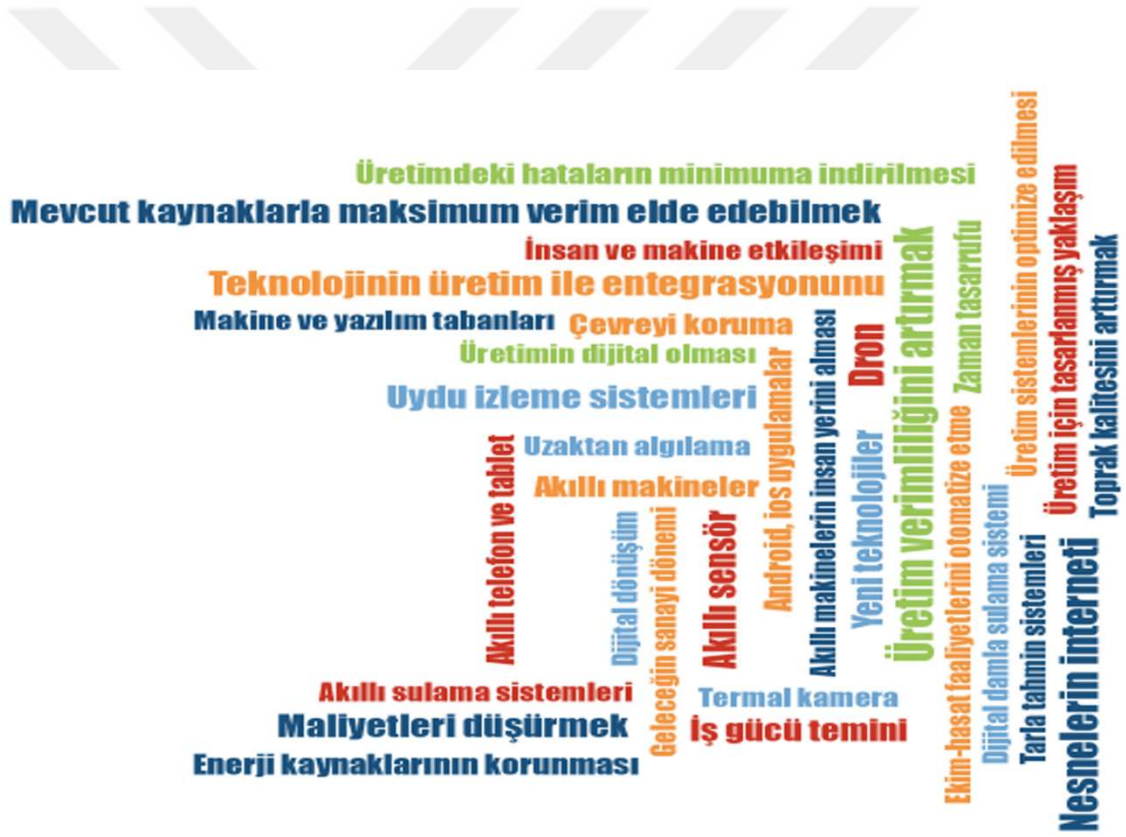 Üretimdeki hataların minimuma indirilmesi
Mevcut kaynaklarla maksimum verim elde edebilmek
İnsan ve makine etkileşimi
Teknolojinin üretim ile entegrasyonunu
Makine ve yazılım tabanları
Çevreyi koruma
Üretimin dijital olması
Uydu izleme sistemleri
Uzaktan algılama
Akıllı makineler
Akıllı telefon ve tablet
Dijital dönüşüm
Geleceğin sanayi dönemi
Akıllı sensör
Android, ios uygulamalar
Akıllı makinelerin insan yerini alması
Dron
Yeni teknolojiler
Üretim verimliliğini artırmak
Zaman tasarrufu
Ekim-hasat faaliyetlerini otomatize etme
Dijital damla sulama sistemi
Üretim sistemlerinin optimize edilmesi
Tarla tahmin sistemleri
Üretim için tasarlanmış yaklaşım
Toprak kalitesini arttırmak
Nesnelerin interneti
Akıllı sulama sistemleri
Termal kamera
Maliyetleri düşürmek
İş gücü temini
Enerji kaynaklarının korunması